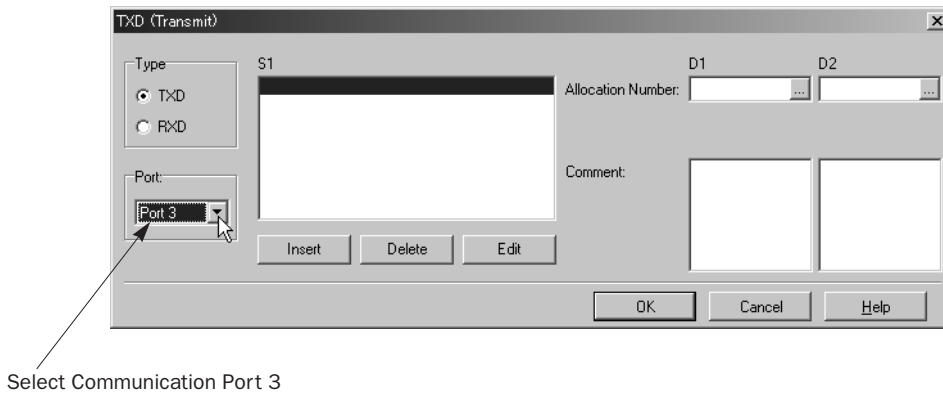 TXD (Transmit)
Type
TXD
RXD
Port:
Port 3
S1
Insert Delete Edit
D1 D2
Allocation Number: ... ...
Comment:
OK Cancel Help
Select Communication Port 3